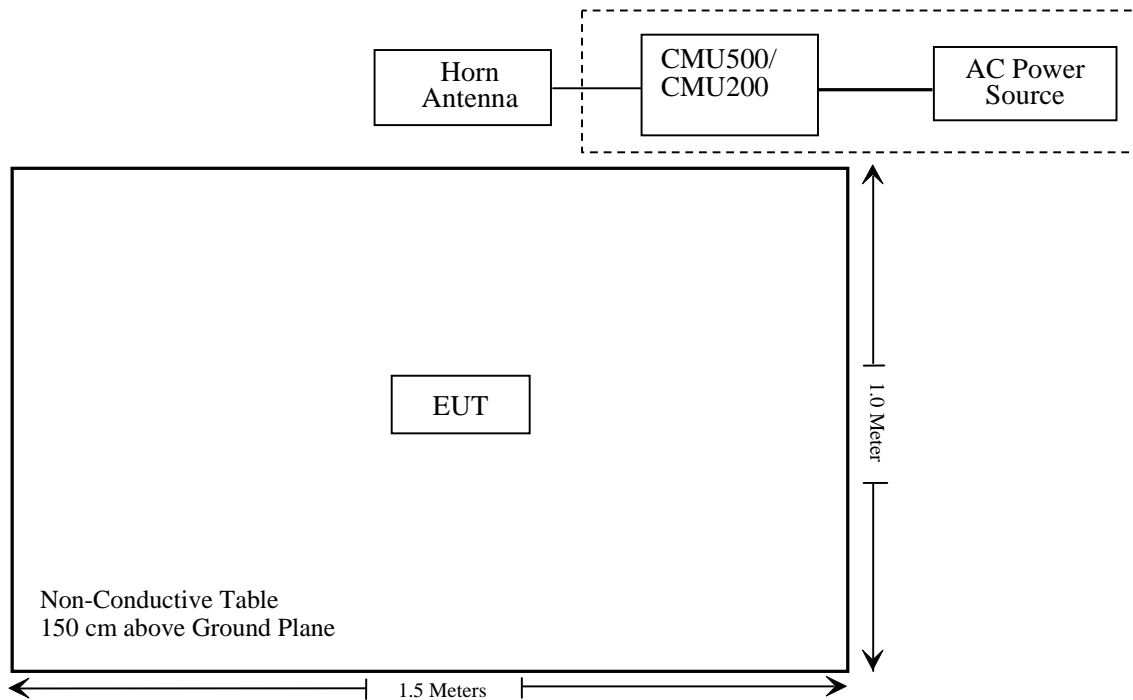 Horn
Antenna
CMU500/
CMU200
AC Power
Source
EUT
1.0 Meter
Non-Conductive Table
150 cm above Ground Plane
1.5 Meters